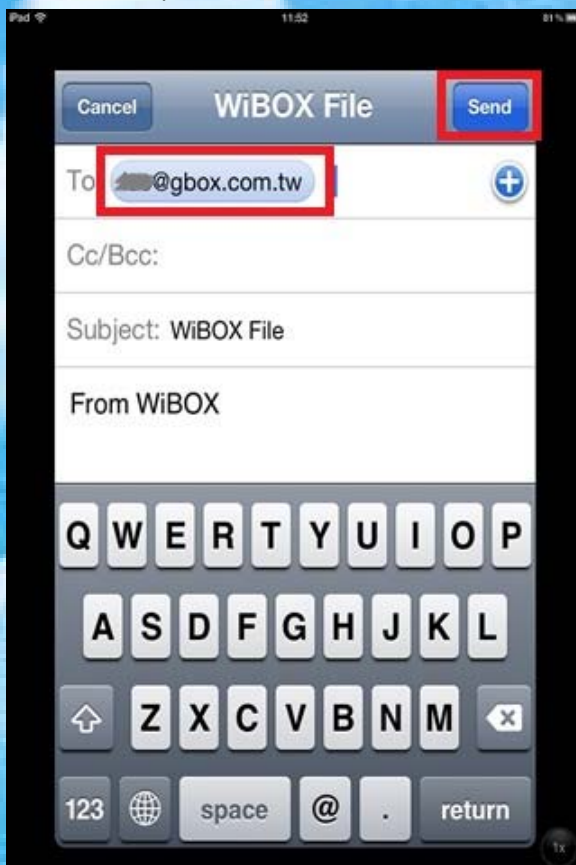 iPad 11:52 81%
Cancel WiBOX File Send
To @gbox.com.tw
Cc/Bcc:
Subject: WiBOX File
From WiBOX
Q W E R T Y U I O P
A S D F G H J K L
Z X C V B N M
123 space @ . return
1x